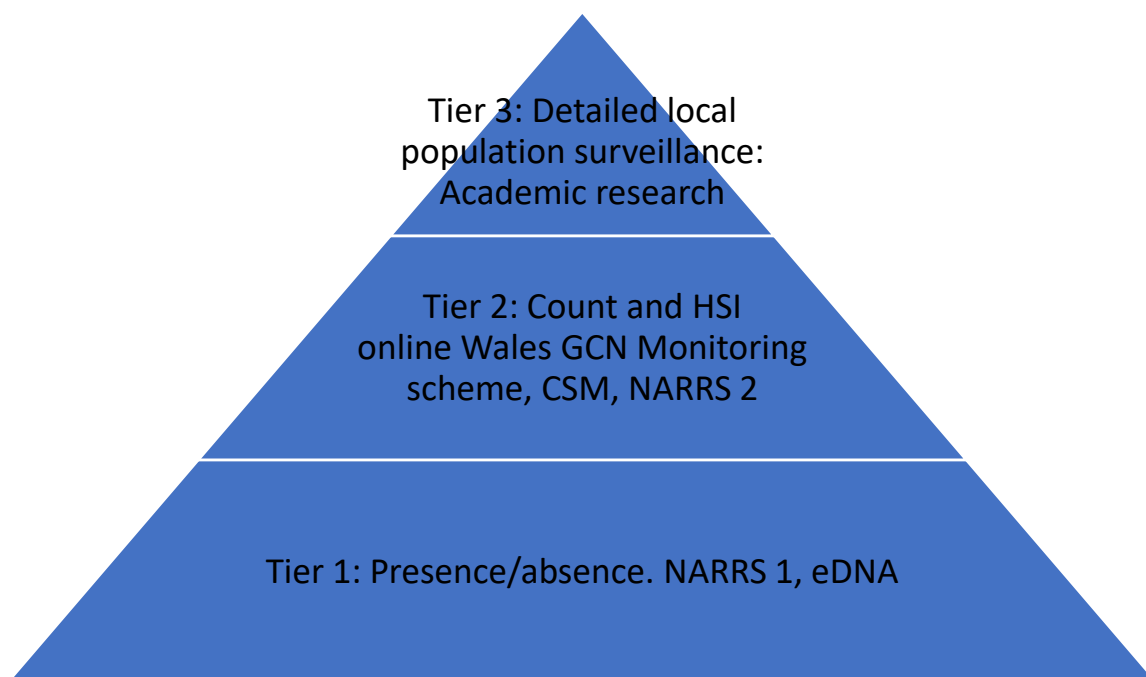 Tier 3: Detailed local
population surveillance:
Academic research
Tier 2: Count and HSI
online Wales GCN Monitoring
scheme, CSM, NARRS 2
Tier 1: Presence/absence. NARRS 1, eDNA